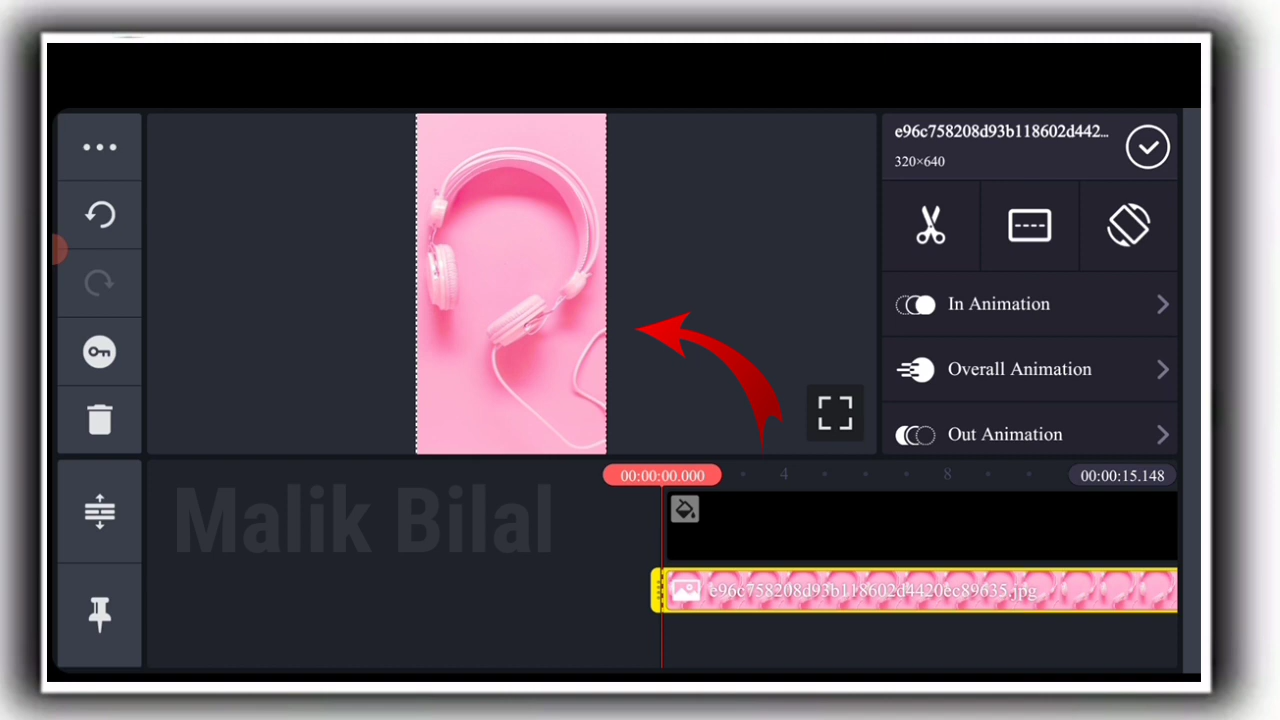 e96c758208d93b118602d442...
320×640
In Animation
Overall Animation
Out Animation
00:00:00.000
4
8
00:00:15.148
Malik Bilal
e96c758208d93b118602d4420ec89635.jpg